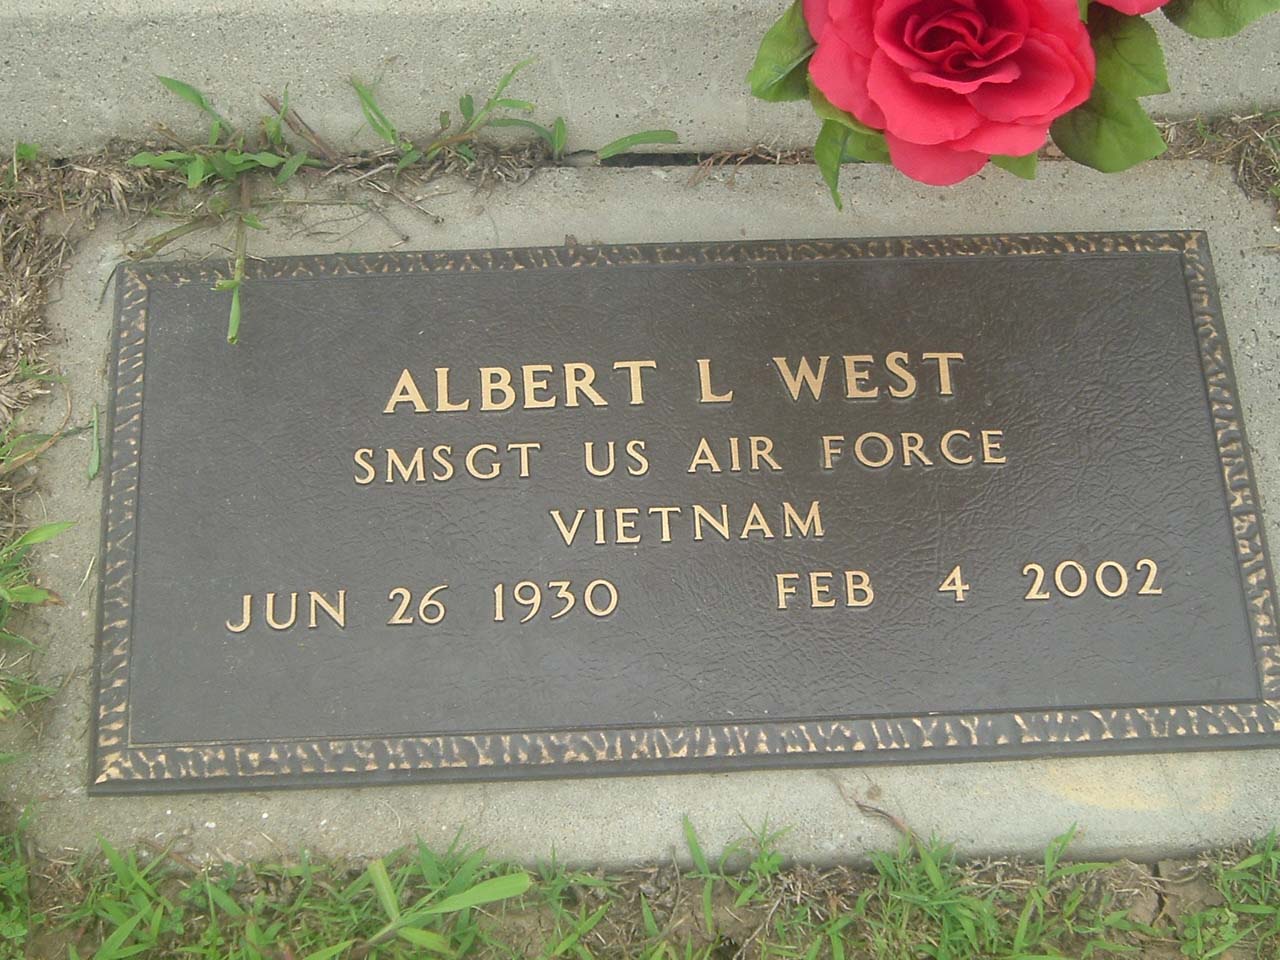 ALBERT L WEST
SMSGT US AIR FORCE
VIETNAM
JUN 26 1930 FEB 4 2002